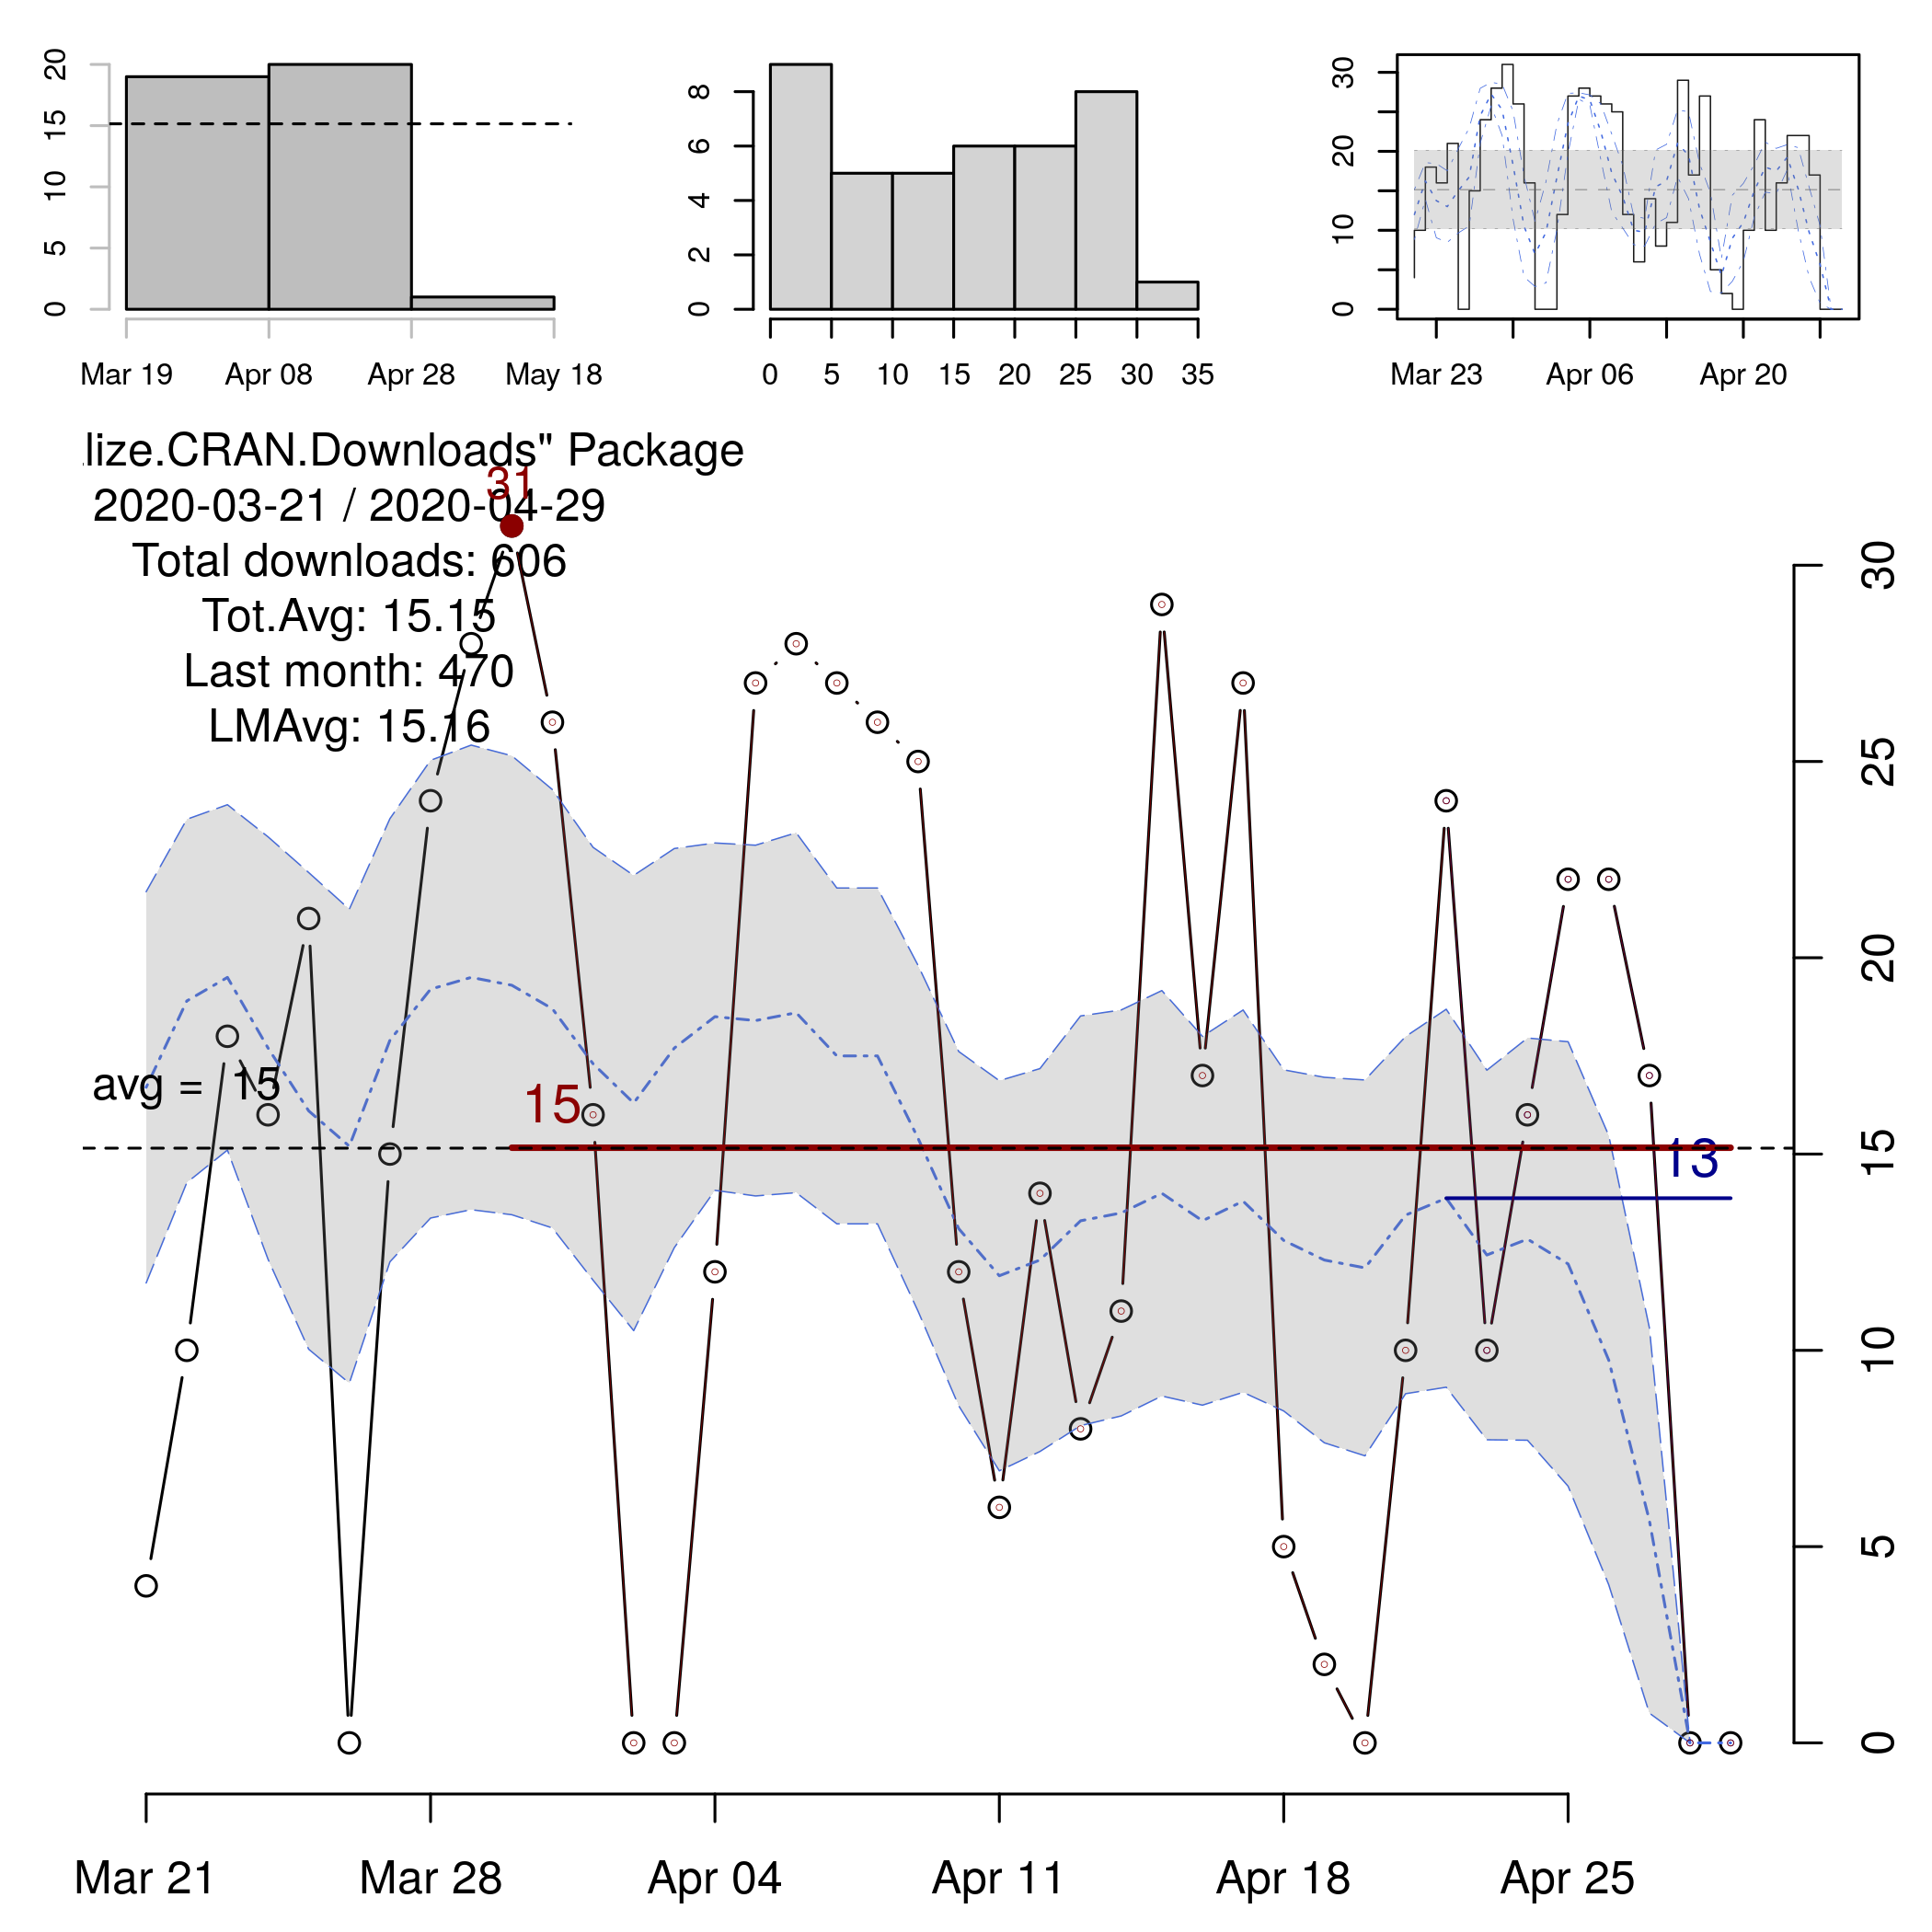 20
15
10
5
0
Mar 19 Apr 08 Apr 28 May 18
8
6
4
2
0
0 5 10 15 20 25 30 35
30
20
10
0
Mar 23 Apr 06 Apr 20
lize.CRAN.Downloads" Package
31
2020-03-21 / 2020-04-29
Total downloads: 606
Tot.Avg: 15.15
Last month: 470
LMAvg: 15.16
avg = 15
15
13
30
25
20
15
10
5
0
Mar 21 Mar 28 Apr 04 Apr 11 Apr 18 Apr 25